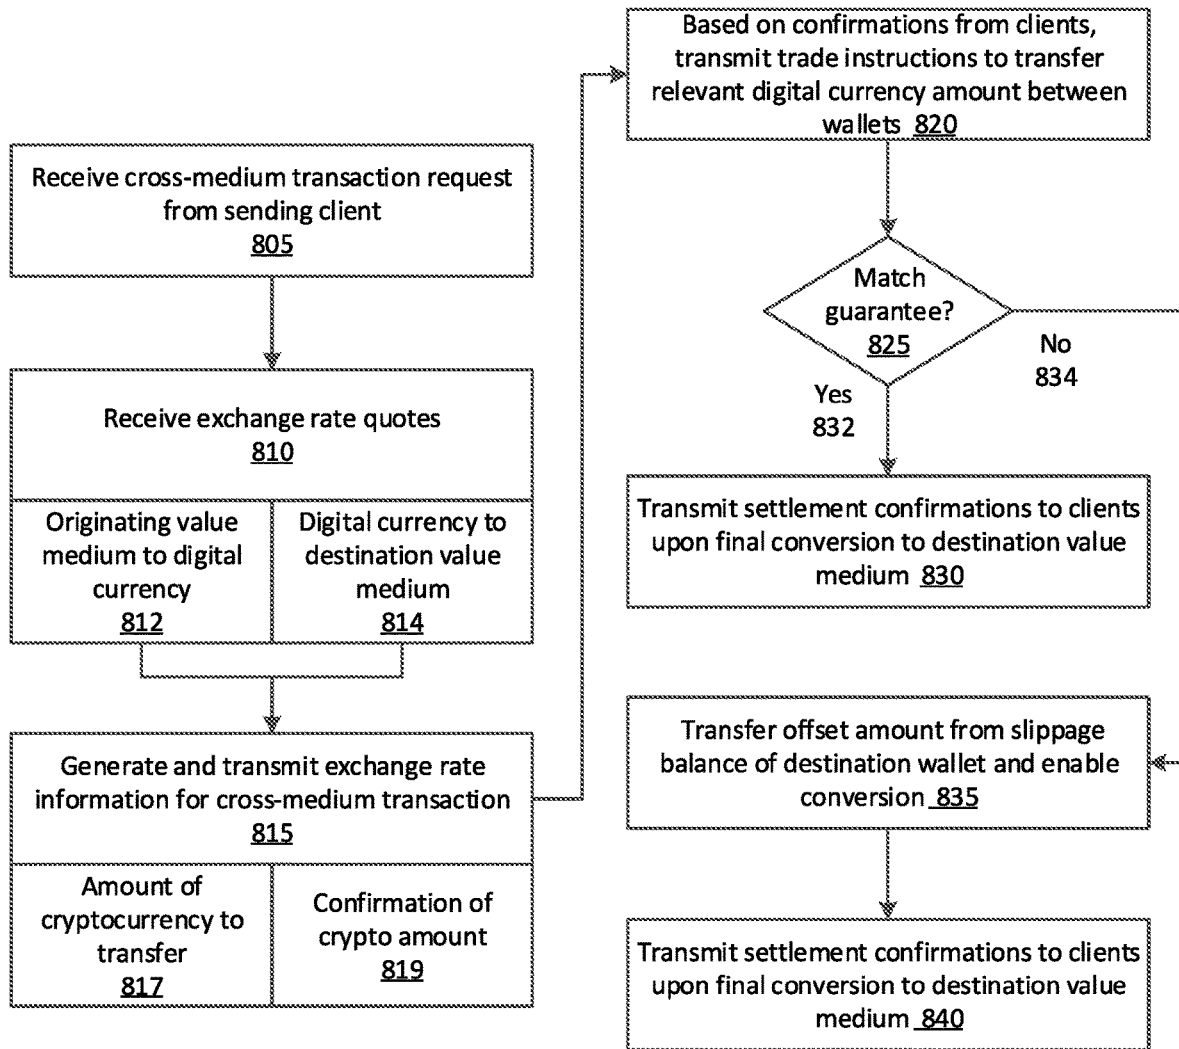 Receive cross-medium transaction request
from sending client
805
Receive exchange rate quotes
810
Originating value
medium to digital
currency
812
Digital currency to
destination value
medium
814
Generate and transmit exchange rate
information for cross-medium transaction
815
Amount of
cryptocurrency to
transfer
817
Confirmation of
crypto amount
819
Based on confirmations from clients,
transmit trade instructions to transfer
relevant digital currency amount between
wallets 820
Match
guarantee?
825
No
834
Yes
832
Transmit settlement confirmations to clients
upon final conversion to destination value
medium 830
Transfer offset amount from slippage
balance of destination wallet and enable
conversion 835
Transmit settlement confirmations to clients
upon final conversion to destination value
medium 840